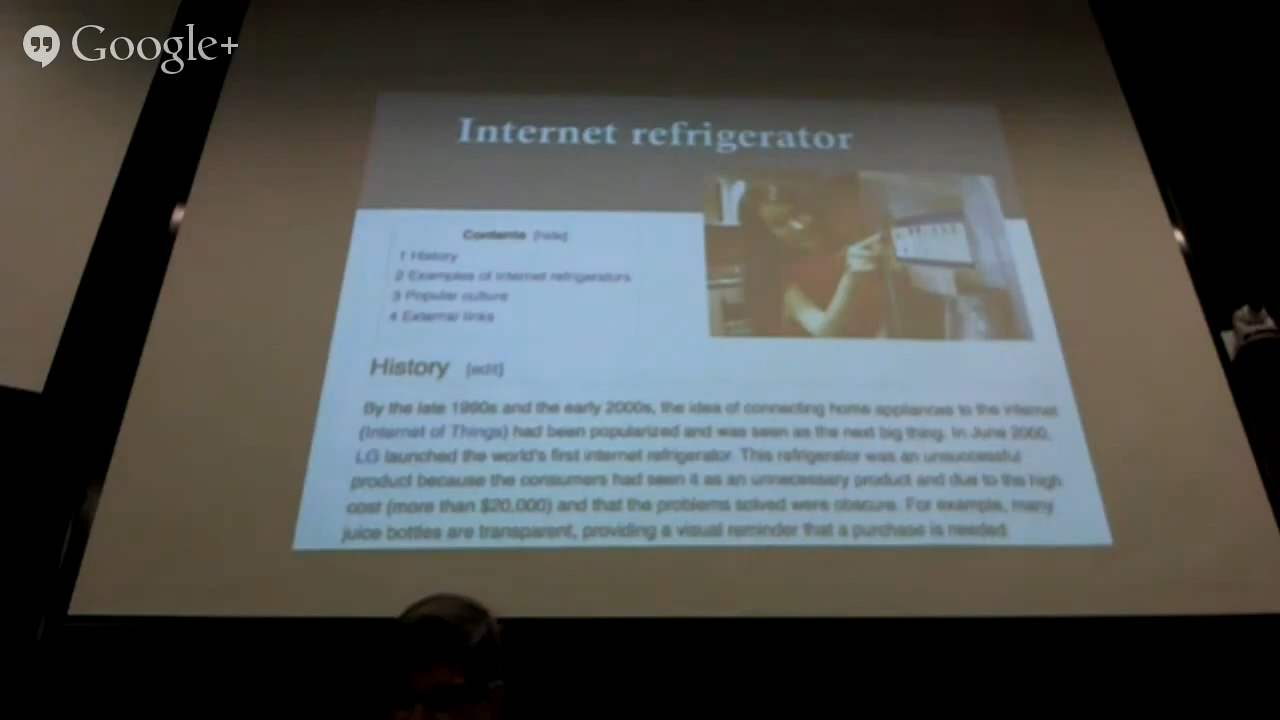 Google+
Internet refrigerator
Contents [hide]
1 History
2 Examples of internet refrigerators
3 Popular culture
4 External links
History [edit]
By the late 1990s and the early 2000s, the idea of connecting home appliances to the internet
(Internet of Things) had been popularized and was seen as the next big thing. In June 2000,
LG launched the world's first internet refrigerator. This refrigerator was an unsuccessful
product because the consumers had seen it as an unnecessary product and due to the high
cost (more than $20,000) and that the problems solved were obscure. For example, many
juice bottles are transparent, providing a visual reminder that a purchase is needed.